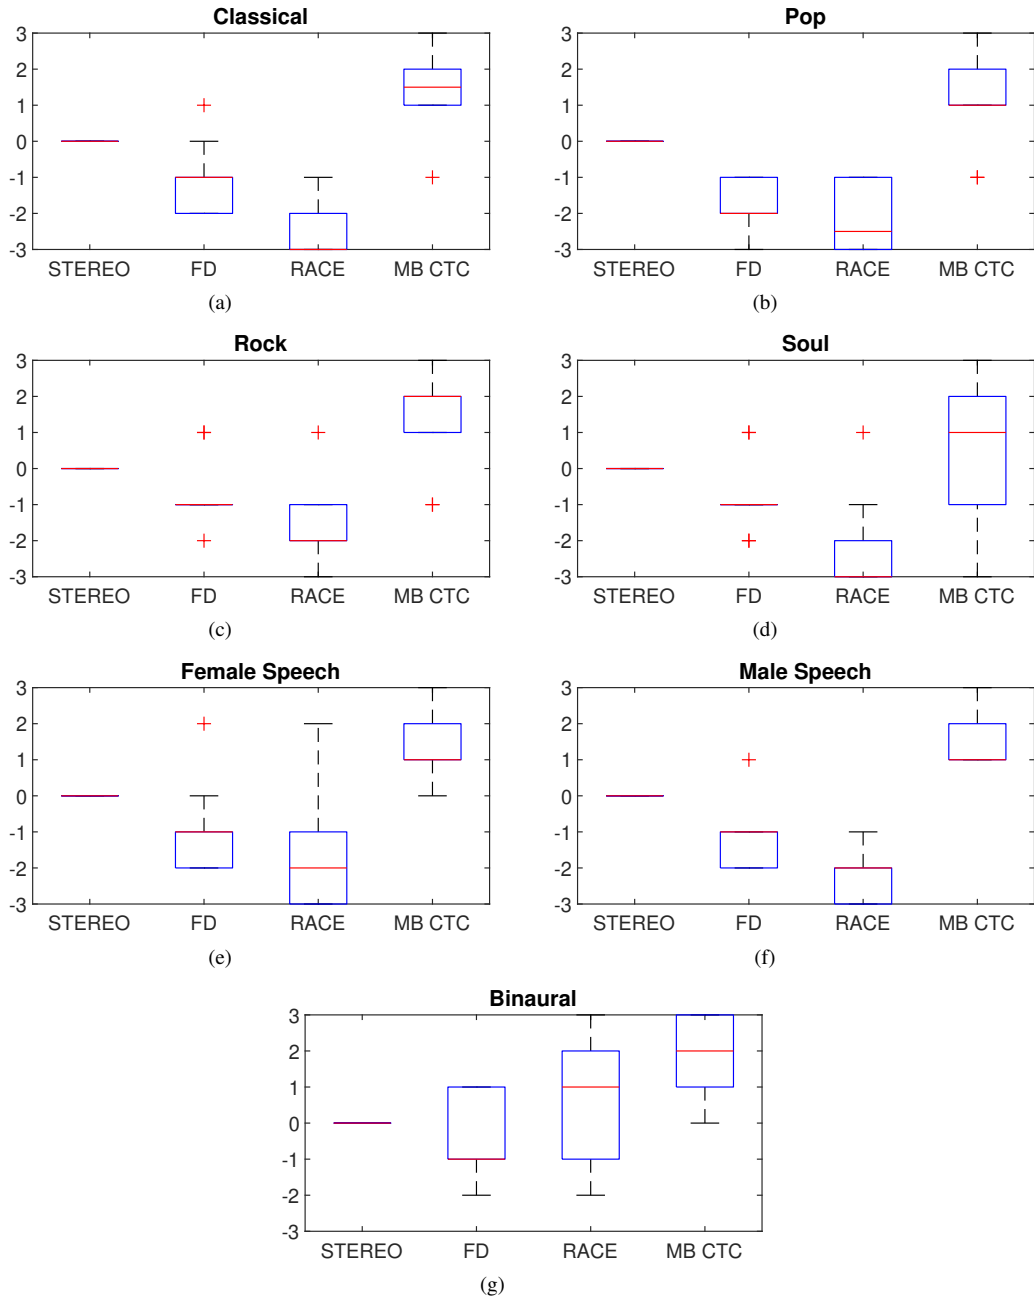 Classical
3
2
1
0
-1
-2
-3
STEREO FD RACE MB CTC
(a)
Pop
3
2
1
0
-1
-2
-3
STEREO FD RACE MB CTC
(b)
Rock
3
2
1
0
-1
-2
-3
STEREO FD RACE MB CTC
(c)
Soul
3
2
1
0
-1
-2
-3
STEREO FD RACE MB CTC
(d)
Female Speech
3
2
1
0
-1
-2
-3
STEREO FD RACE MB CTC
(e)
Male Speech
3
2
1
0
-1
-2
-3
STEREO FD RACE MB CTC
(f)
Binaural
3
2
1
0
-1
-2
-3
STEREO FD RACE MB CTC
(g)